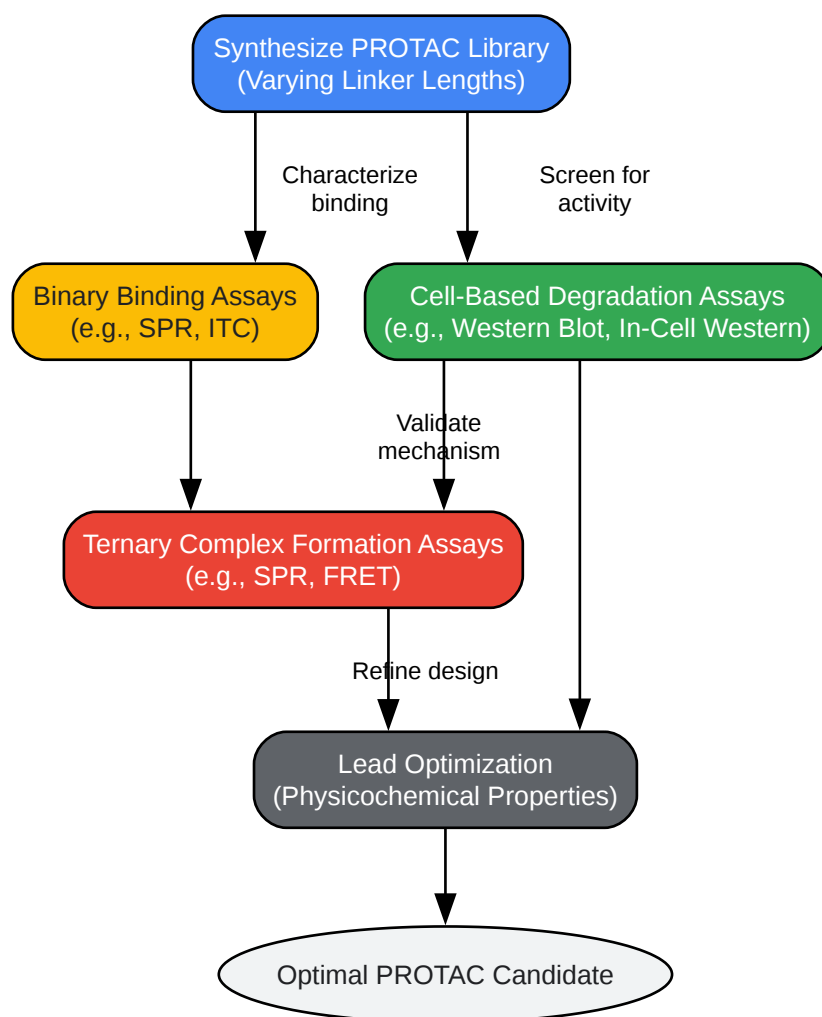 Synthesize PROTAC Library
(Varying Linker Lengths)
Characterize
binding
Screen for
activity
Binary Binding Assays
(e.g., SPR, ITC)
Cell-Based Degradation Assays
(e.g., Western Blot, In-Cell Western)
Validate
mechanism
Ternary Complex Formation Assays
(e.g., SPR, FRET)
Refine design
Lead Optimization
(Physicochemical Properties)
Optimal PROTAC Candidate